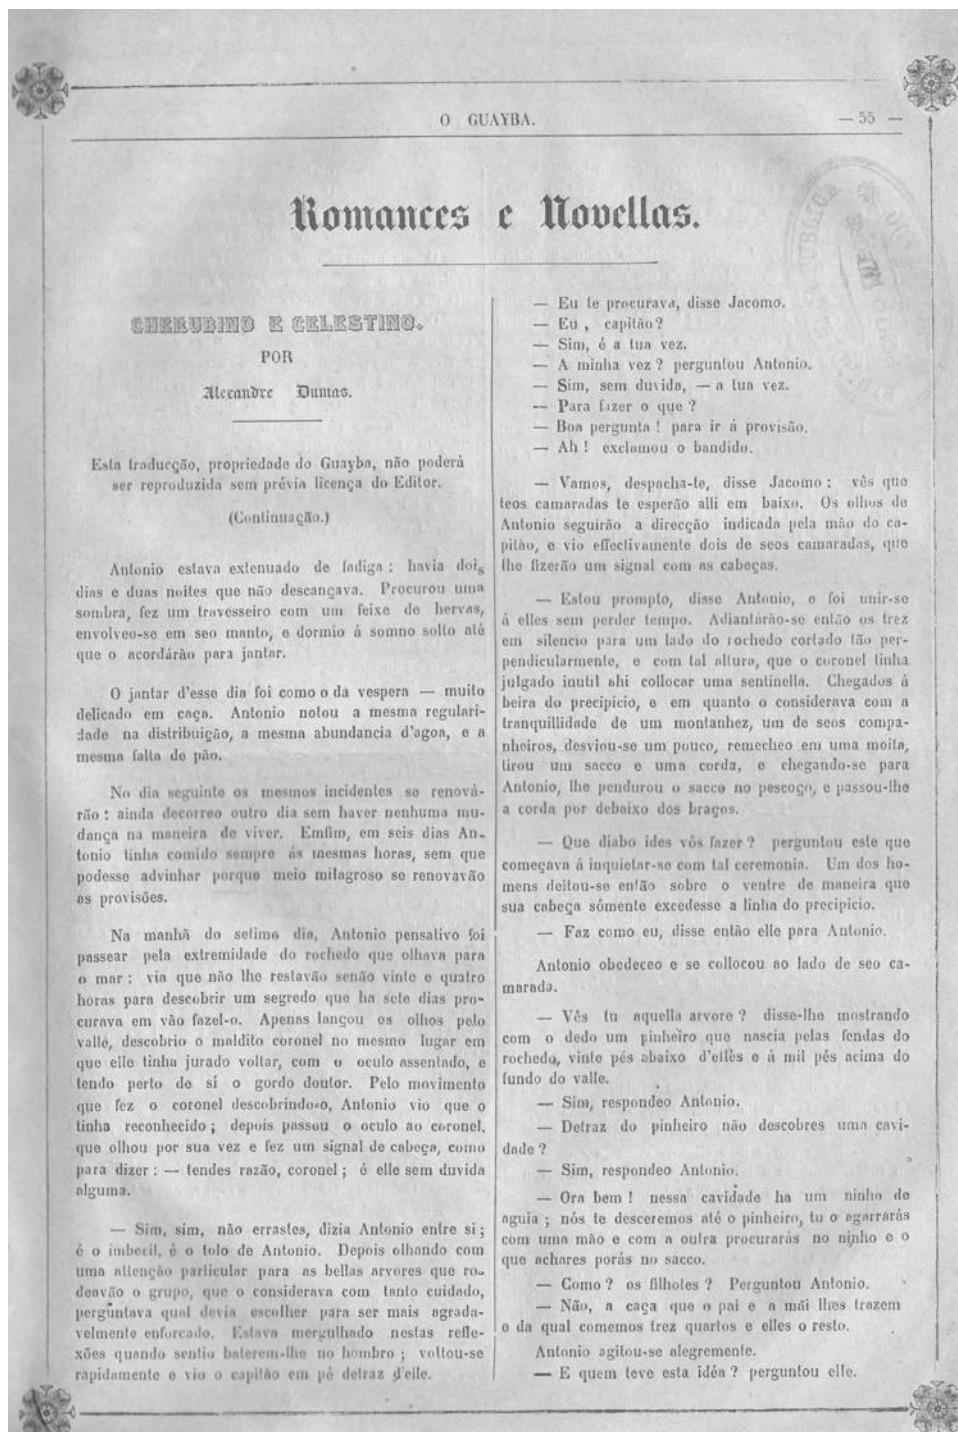 O GUAYBA.
— 55 —
Romances e Novellas.
CHERUBINO E CELESTINO.
POR
Alexandre Dumas.
Esta traducção, propriedade do Guayba, não poderá
ser reproduzida sem prévia licença do Editor.
(Continuação.)
Antonio estava extenuado de fadiga : havia dois
dias e duas noites que não descançava. Procurou uma
sombra, fez um travesseiro com um feixe de hervas,
envolveo-se em seo manto, e dormio á somno solto até
que o acordárão para jantar.
O jantar d'esse dia foi como o da vespera — muito
delicado em caça. Antonio notou a mesma regulari-
dade na distribuição, a mesma abundancia d'agoa, e a
mesma falta de pão.
No dia seguinte os mesmos incidentes se renová-
rão : ainda decorreo outro dia sem haver nenhuma mu-
dança na maneira de viver. Emfim, em seis dias An-
tonio tinha comido sempre ás mesmas horas, sem que
podesse advinhar porque meio milagroso se renovavão
as provisões.
Na manhã do setimo dia, Antonio pensativo foi
passear pela extremidade do rochedo que olhava para
o mar : via que não lhe restavão senão vinte e quatro
horas para descobrir um segredo que ha sete dias pro-
curava em vão fazel-o. Apenas lançou os olhos pelo
valle, descobrio o maldito coronel no mesmo lugar em
que elle tinha jurado voltar, com o oculo assentado, e
tendo perto de si o gordo doutor. Pelo movimento
que fez o coronel descobrindo-o, Antonio vio que o
tinha reconhecido ; depois passou o oculo ao coronel,
que olhou por sua vez e fez um signal de cabeça, como
para dizer : — tendes razão, coronel ; é elle sem duvida
alguma.
— Sim, sim, não errastes, dizia Antonio entre si ;
é o imbecil, é o tolo de Antonio. Depois olhando com
uma attenção particular para as bellas arvores que ro-
deavão o grupo, que o considerava com tanto cuidado,
perguntava qual devia escolher para ser mais agrada-
velmente enforcado. Estava mergulhado nestas refle-
xões quando sentio baterem-lhe no hombro ; voltou-se
rapidamente e vio o capitão em pé detraz d'elle.
— Eu te procurava, disse Jacomo.
— Eu , capitão ?
— Sim, é a tua vez.
— A minha vez ? perguntou Antonio.
— Sim, sem duvida, — a tua vez.
— Para fazer o que ?
— Boa pergunta ! para ir á provisão.
— Ah ! exclamou o bandido.
— Vamos, despacha-te, disse Jacomo : vês que
teos camaradas te esperão alli em baixo. Os olhos de
Antonio seguirão a direcção indicada pela mão do ca-
pitão, e vio effectivamente dois de seos camaradas, que
lhe fizerão um signal com as cabeças.
— Estou prompto, disse Antonio, e foi unir-se
á elles sem perder tempo. Adiantárão-se então os trez
em silencio para um lado do rochedo cortado tão per-
pendicularmente, e com tal altura, que o coronel tinha
julgado inutil ahi collocar uma sentinella. Chegados á
beira do precipicio, e em quanto o considerava com a
tranquillidade de um montanhez, um de seos compa-
nheiros, desviou-se um pouco, remecheo em uma moita,
tirou um sacco e uma corda, e chegando-se para
Antonio, lhe pendurou o sacco no pescoço, e passou-lhe
a corda por debaixo dos braços.
— Que diabo ides vós fazer ? perguntou este que
começava á inquietar-se com tal ceremonia. Um dos ho-
mens deitou-se então sobre o ventre de maneira que
sua cabeça sómente excedesse a linha do precipicio.
— Faz como eu, disse então elle para Antonio.
Antonio obedeceo e se collocou ao lado de seo ca-
marada.
— Vês tu aquella arvore ? disse-lhe mostrando
com o dedo um pinheiro que nascia pelas fendas do
rochedo, vinte pés abaixo d'elles e á mil pés acima do
fundo do valle.
— Sim, respondeo Antonio.
— Detraz do pinheiro não descobres uma cavi-
dade ?
— Sim, respondeo Antonio.
— Ora bem ! nessa cavidade ha um ninho de
aguia ; nós te desceremos até o pinheiro, tu o agarrarás
com uma mão e com a outra procurarás no ninho e o
que achares porás no sacco.
— Como ? os filhotes ? Perguntou Antonio.
— Não, a caça que o pai e a mãi lhes trazem
e da qual comemos trez quartos e elles o resto.
Antonio agitou-se alegremente.
— E quem teve esta idéa ? perguntou elle.